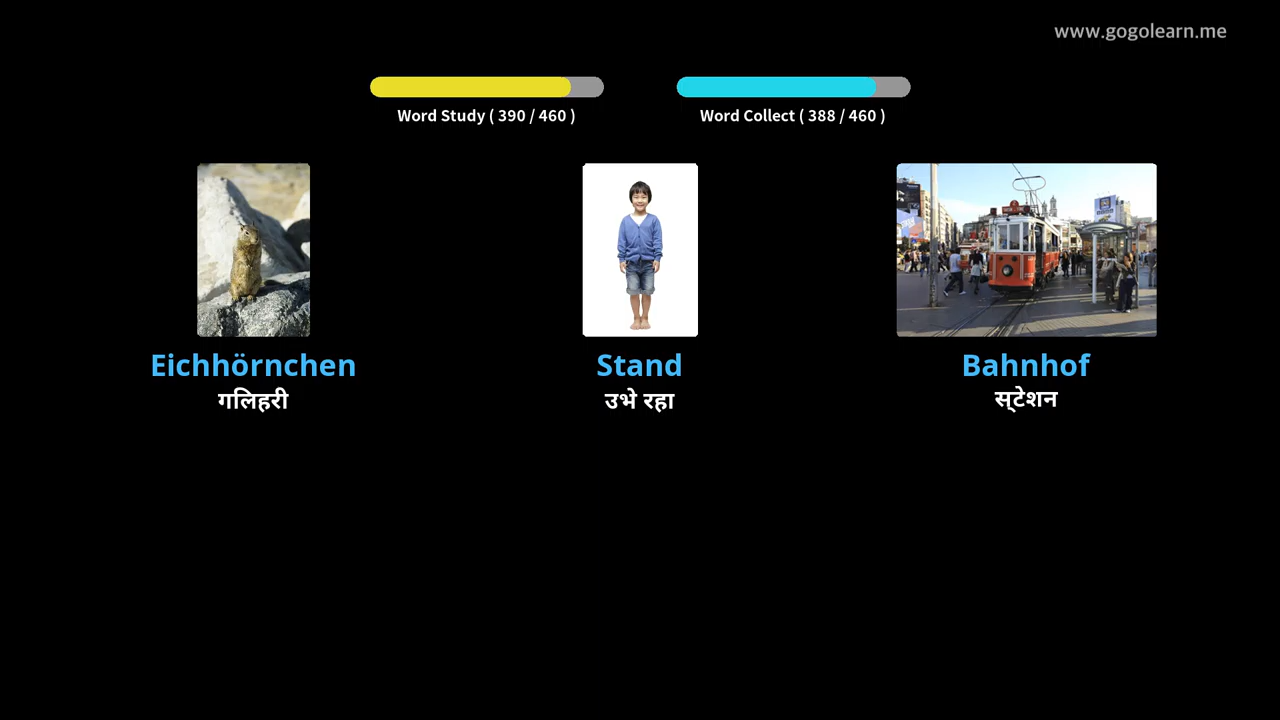 www.gogolearn.me
Word Study ( 390 / 460 )
Word Collect ( 388 / 460 )
Eichhörnchen
Stand
Bahnhof
गलिहरी
उभे रहा
स्टेशन